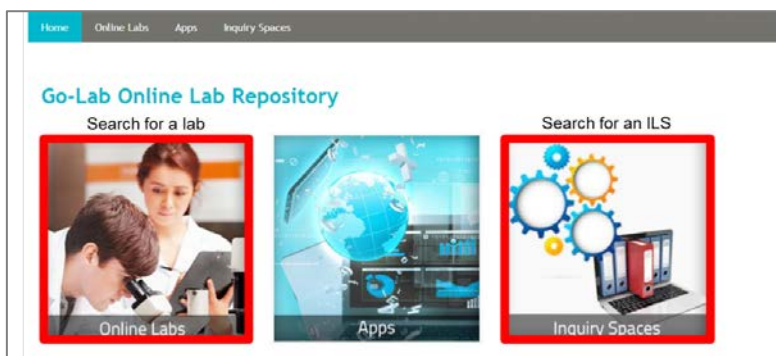 Home Online Labs Apps Inquiry Spaces
Go-Lab Online Lab Repository
Search for a lab Search for an ILS
Online Labs Apps Inquiry Spaces